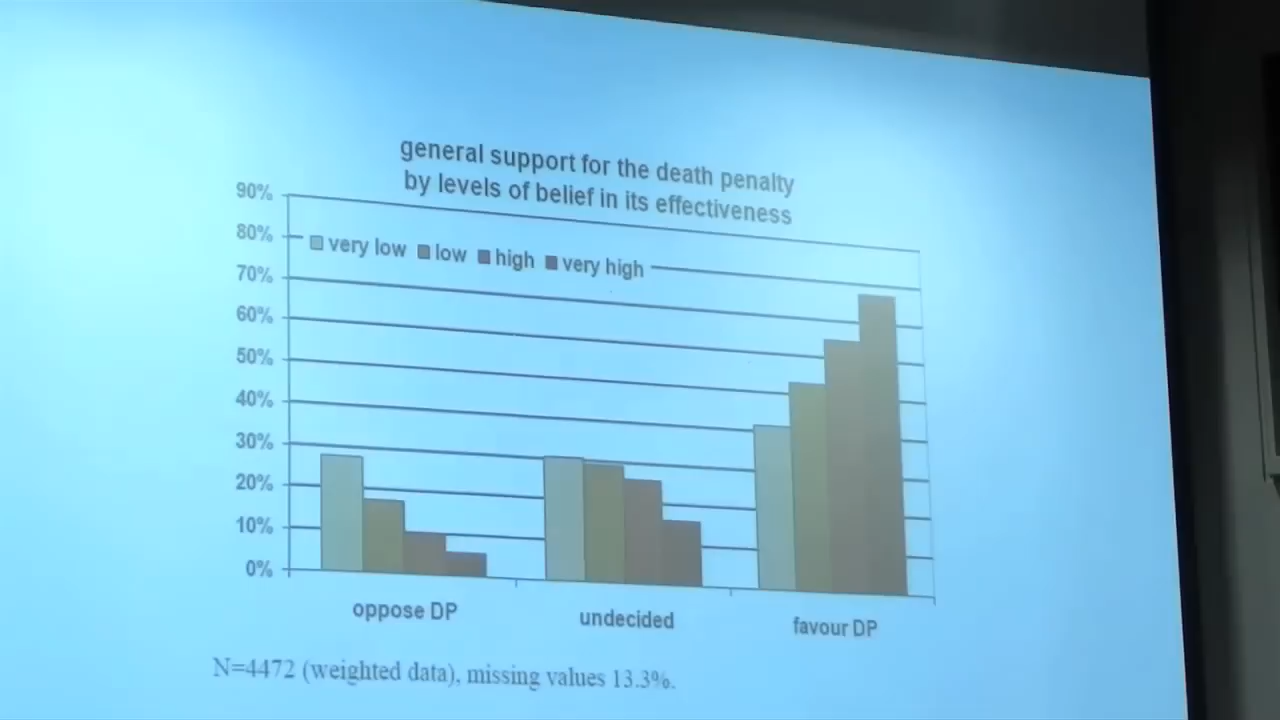 general support for the death penalty
by levels of belief in its effectiveness
90%
80%
70%
60%
50%
40%
30%
20%
10%
0%
very low low high very high
oppose DP undecided favour DP
N=4472 (weighted data), missing values 13.3%.